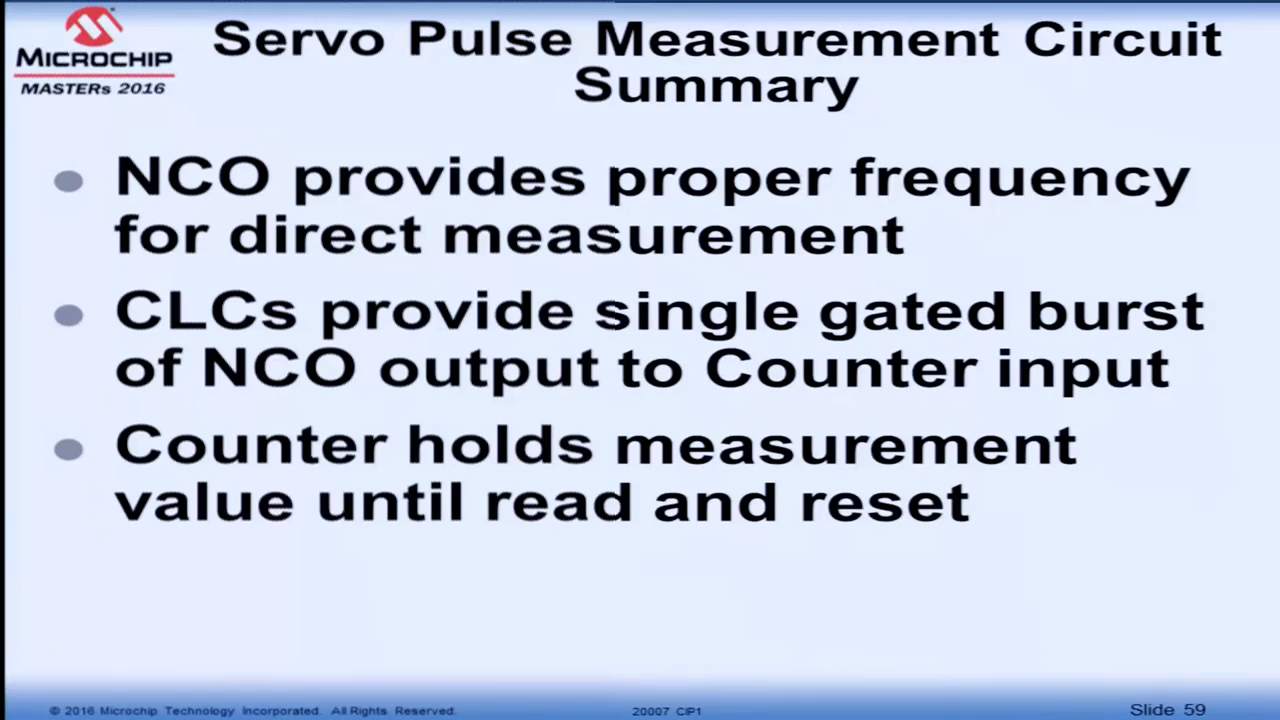 MICROCHIP
MASTERs 2016
Servo Pulse Measurement Circuit
Summary
NCO provides proper frequency
for direct measurement
CLCs provide single gated burst
of NCO output to Counter input
Counter holds measurement
value until read and reset
© 2016 Microchip Technology Incorporated. All Rights Reserved.
20007 CIP1
Slide 59